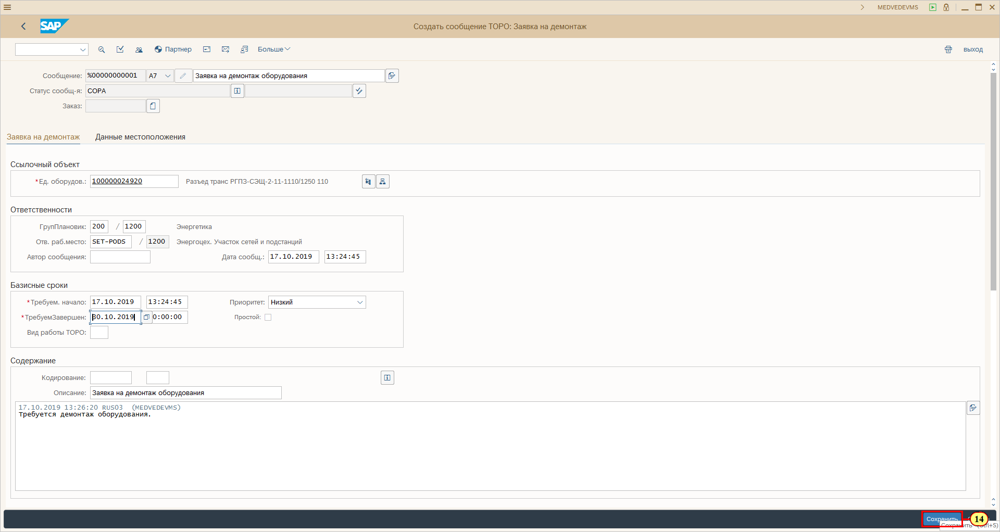 MEDVEDEVMS
SAP
Создать сообщение ТОРО: Заявка на демонтаж
Партнер
Больше
выход
Сообщение: %00000000001 A7 Заявка на демонтаж оборудования
Статус сообщ-я: СОРА
Заказ:
Заявка на демонтаж Данные местоположения
Ссылочный объект
*Ед. оборудов.: 100000024920 Разъед транс РГПЗ-СЭЩ-2-11-1110/1250 110
Ответственности
ГрупПлановик: 200 / 1200 Энергетика
Отв. раб.место: SET-PODS / 1200 Энергоцех. Участок сетей и подстанций
Автор сообщения: Дата сообщ.: 17.10.2019 13:24:45
Базисные сроки
*Требуем. начало: 17.10.2019 13:24:45 Приоритет: Низкий
*ТребуемЗавершен: 30.10.2019 0:00:00 Простой:
Вид работы ТОРО:
Содержание
Кодирование:
Описание: Заявка на демонтаж оборудования
17.10.2019 13:26:20 RUS03 (MEDVEDEVMS)
Требуется демонтаж оборудования.
Сохранить 14
Сохранить (Ctrl+S)